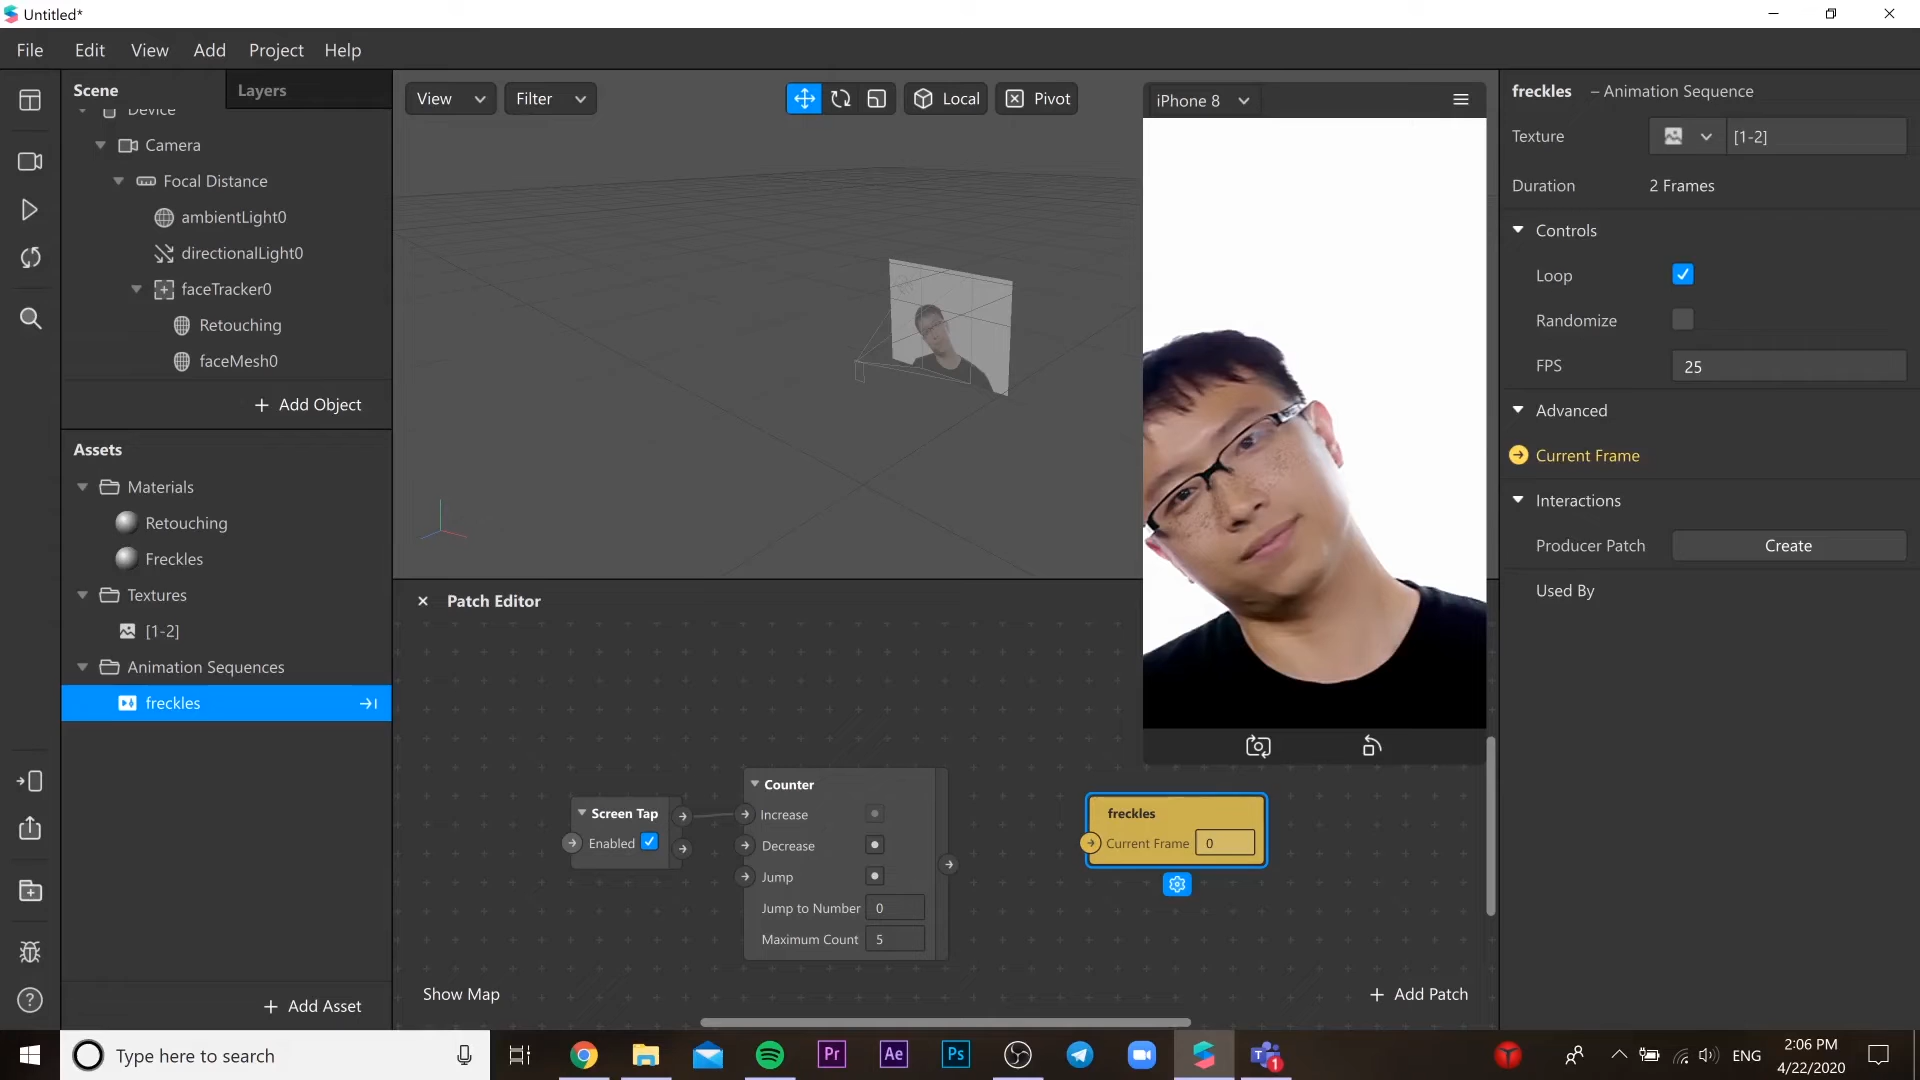 Untitled*
File Edit View Add Project Help
Scene Layers
Device
Camera
Focal Distance
ambientLight0
directionalLight0
faceTracker0
Retouching
faceMesh0
+ Add Object
Assets
Materials
Retouching
Freckles
Textures
[1-2]
Animation Sequences
freckles
+ Add Asset
View Filter Local Pivot
iPhone 8
Patch Editor
Screen Tap
Enabled
Counter
Increase
Decrease
Jump
Jump to Number 0
Maximum Count 5
freckles
Current Frame 0
Show Map
+ Add Patch
freckles – Animation Sequence
Texture [1-2]
Duration 2 Frames
Controls
Loop
Randomize
FPS 25
Advanced
Current Frame
Interactions
Producer Patch Create
Used By
Type here to search
Pr Ae Ps
1
ENG
2:06 PM
4/22/2020